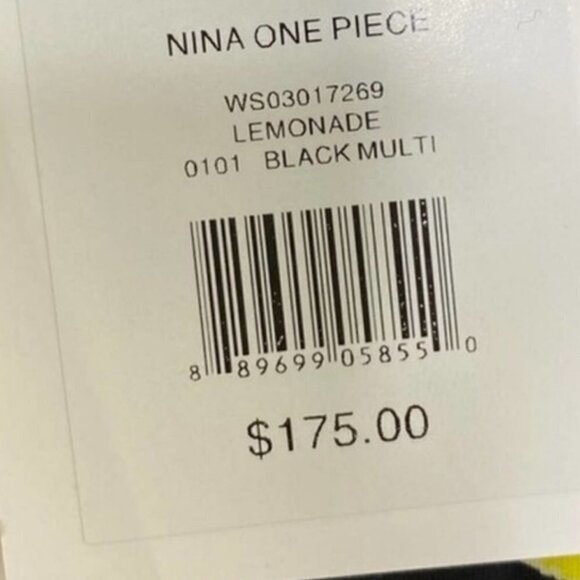 NINA ONE PIECE
WS03017269
LEMONADE
0101 BLACK MULTI
8 89699 05855 0
$175.00